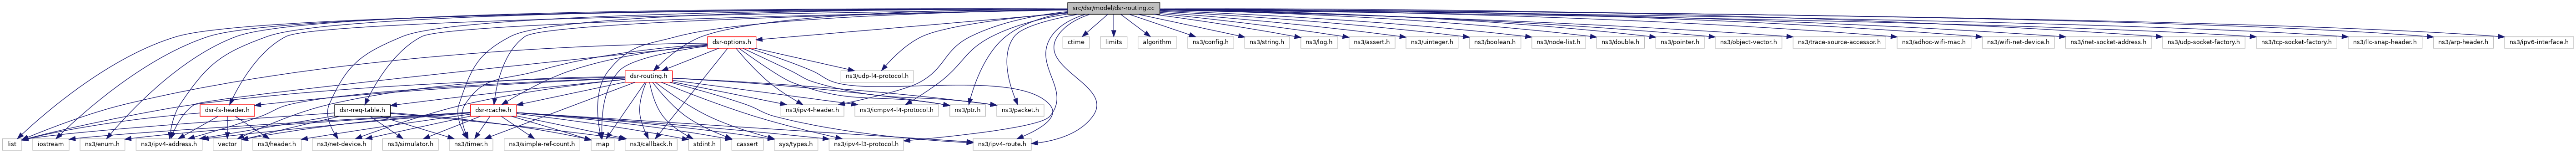 src/dsr/model/dsr-routing.cc
dsr-options.h
ctime
limits
algorithm
ns3/config.h
ns3/string.h
ns3/log.h
ns3/assert.h
ns3/uinteger.h
ns3/boolean.h
ns3/node-list.h
ns3/double.h
ns3/pointer.h
ns3/object-vector.h
ns3/trace-source-accessor.h
ns3/adhoc-wifi-mac.h
ns3/wifi-net-device.h
ns3/inet-socket-address.h
ns3/udp-socket-factory.h
ns3/tcp-socket-factory.h
ns3/llc-snap-header.h
ns3/arp-header.h
ns3/ipv6-interface.h
dsr-routing.h
ns3/udp-l4-protocol.h
dsr-fs-header.h
dsr-rreq-table.h
dsr-rcache.h
ns3/ipv4-header.h
ns3/icmpv4-l4-protocol.h
ns3/ptr.h
ns3/packet.h
list
iostream
ns3/enum.h
ns3/ipv4-address.h
vector
ns3/header.h
ns3/net-device.h
ns3/simulator.h
ns3/timer.h
ns3/simple-ref-count.h
map
ns3/callback.h
stdint.h
cassert
sys/types.h
ns3/ipv4-l3-protocol.h
ns3/ipv4-route.h